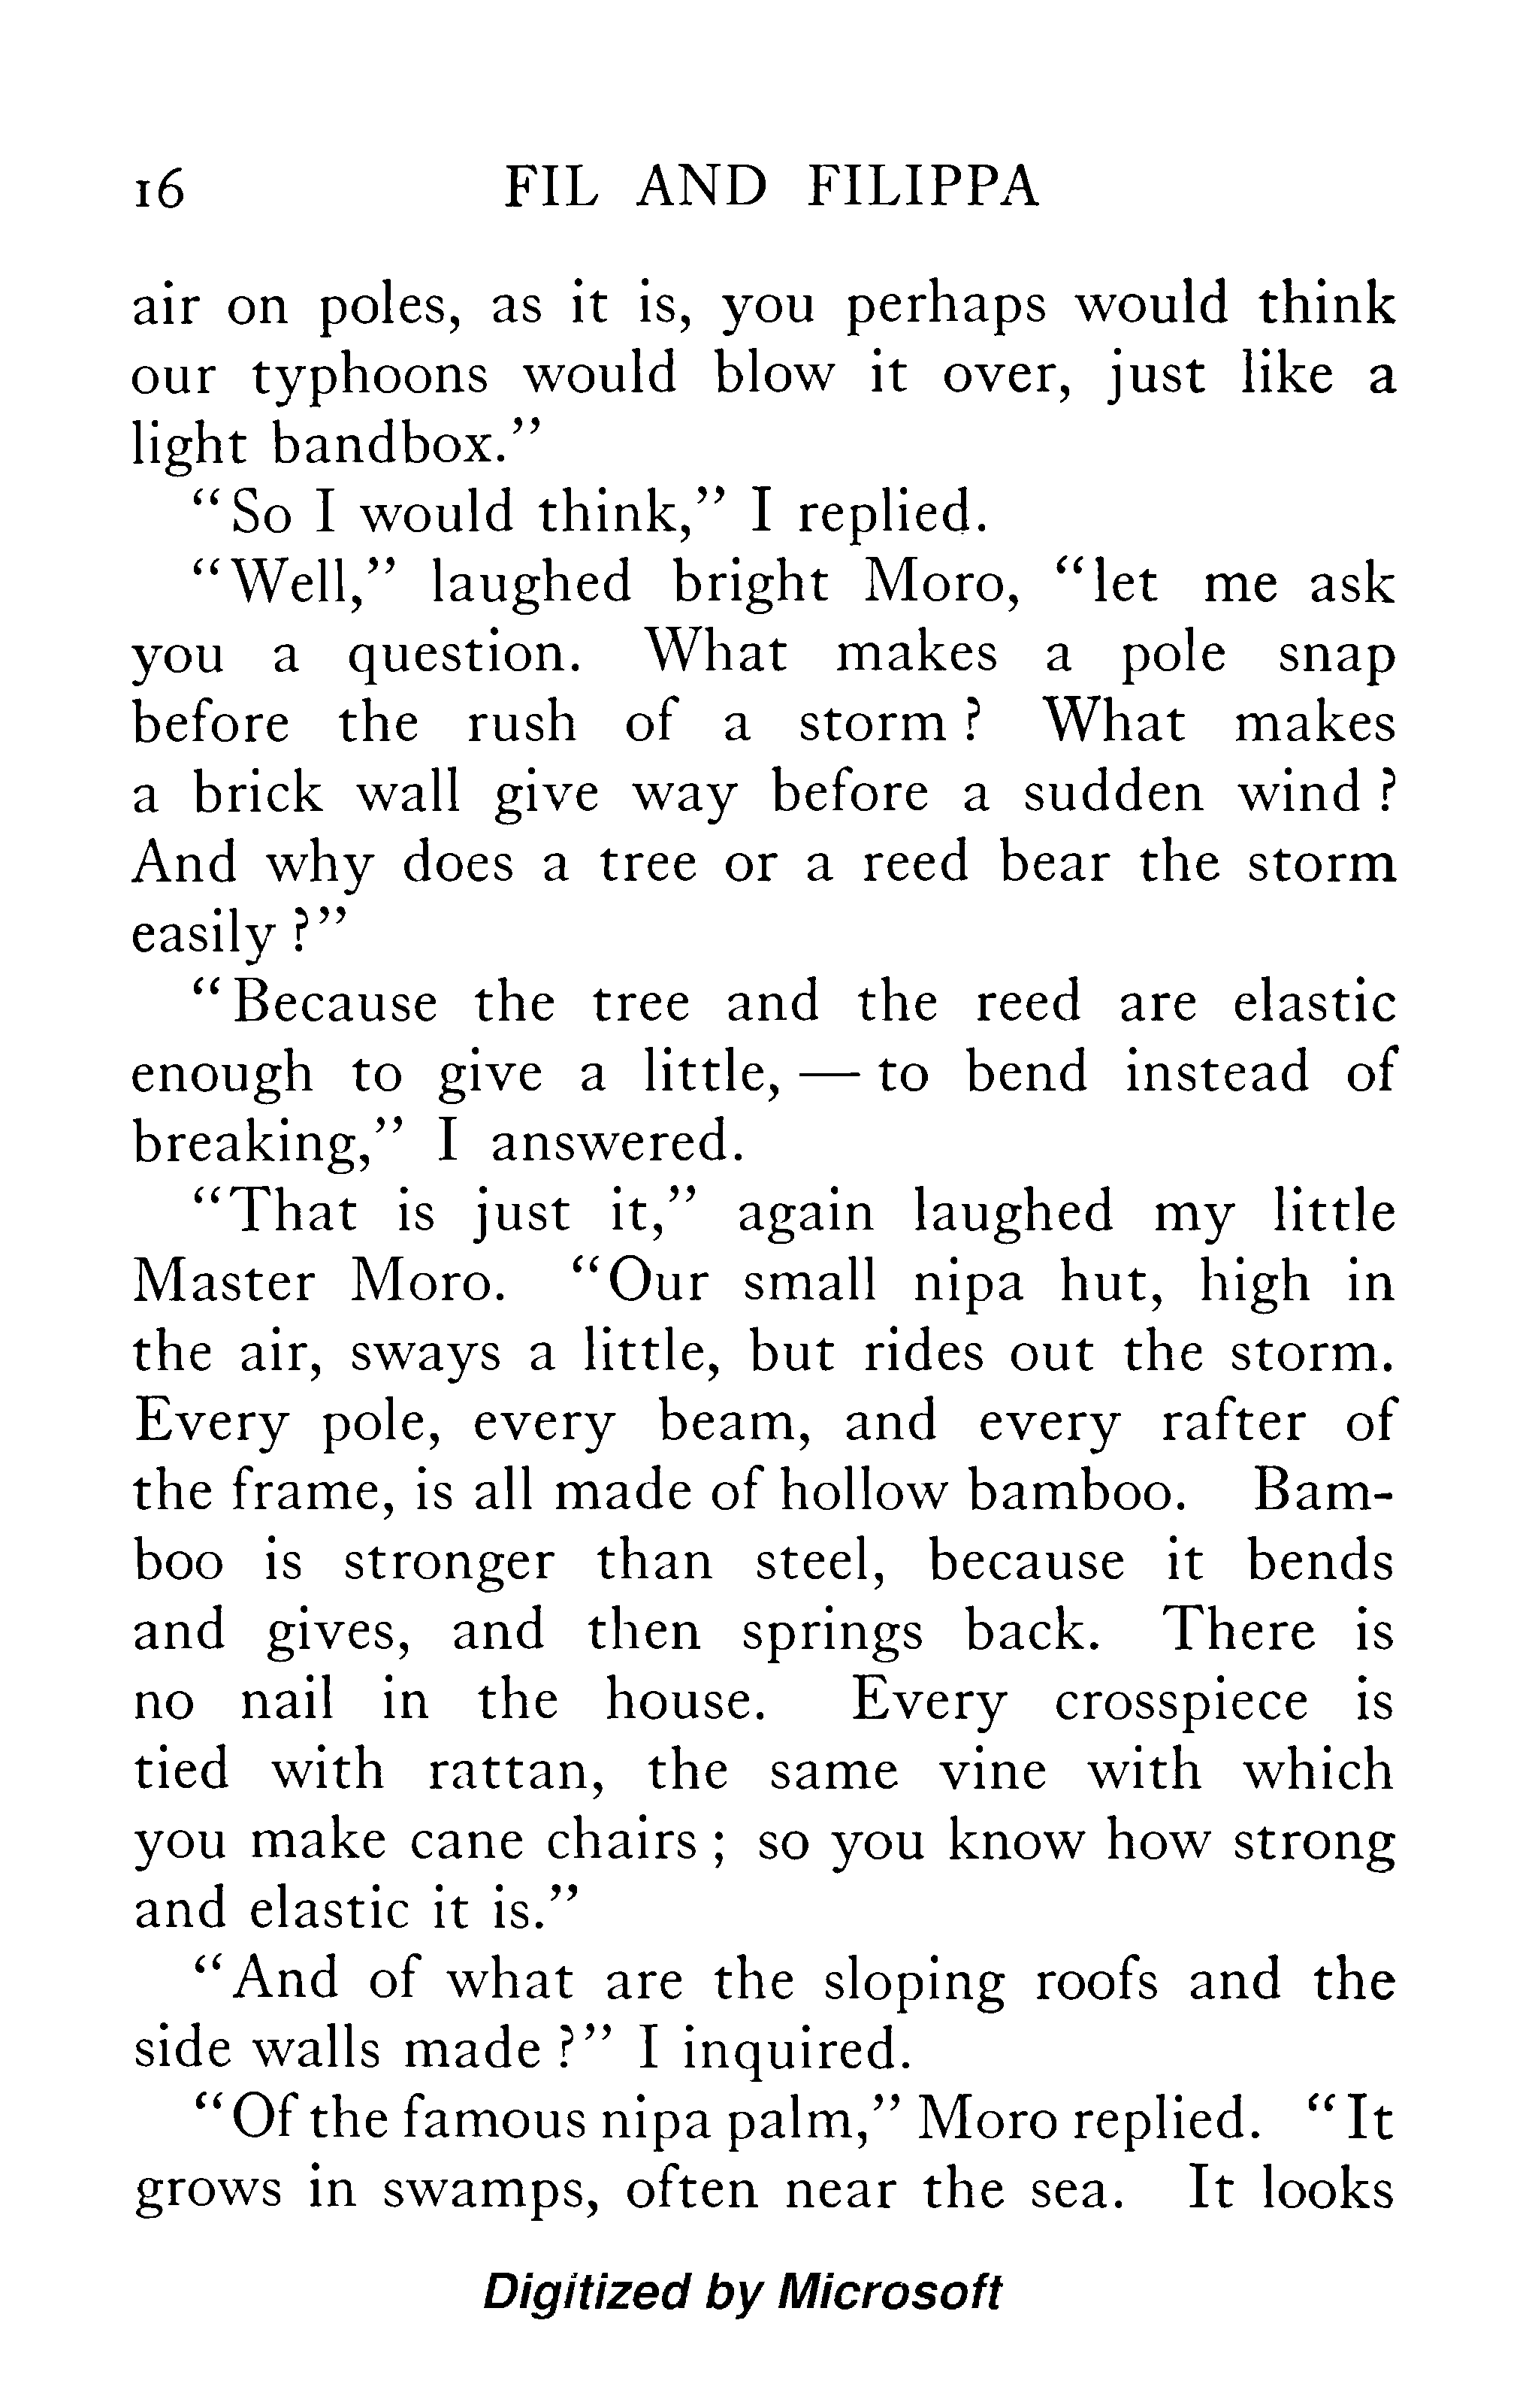 16 FIL AND FILIPPA
air on poles, as it is, you perhaps would think
our typhoons would blow it over, just like a
light bandbox.”
“So I would think,” I replied.
“Well,” laughed bright Moro, “let me ask
you a question. What makes a pole snap
before the rush of a storm ? What makes
a brick wall give way before a sudden wind ?
And why does a tree or a reed bear the storm
easily ?”
“Because the tree and the reed are elastic
enough to give a little, — to bend instead of
breaking,” I answered.
“That is just it,” again laughed my little
Master Moro. “Our small nipa hut, high in
the air, sways a little, but rides out the storm.
Every pole, every beam, and every rafter of
the frame, is all made of hollow bamboo. Bam-
boo is stronger than steel, because it bends
and gives, and then springs back. There is
no nail in the house. Every crosspiece is
tied with rattan, the same vine with which
you make cane chairs ; so you know how strong
and elastic it is.”
“And of what are the sloping roofs and the
side walls made ?” I inquired.
“Of the famous nipa palm,” Moro replied. “It
grows in swamps, often near the sea. It looks
Digitized by Microsoft